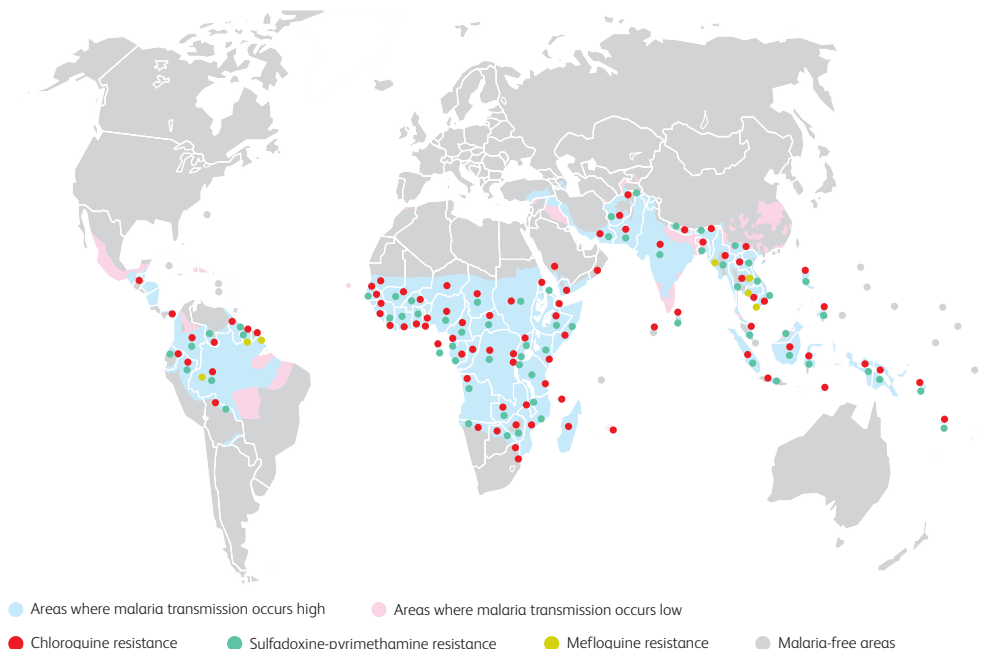 Areas where malaria transmission occurs high
Areas where malaria transmission occurs low
Chloroquine resistance
Sulfadoxine-pyrimethamine resistance
Mefloquine resistance
Malaria-free areas